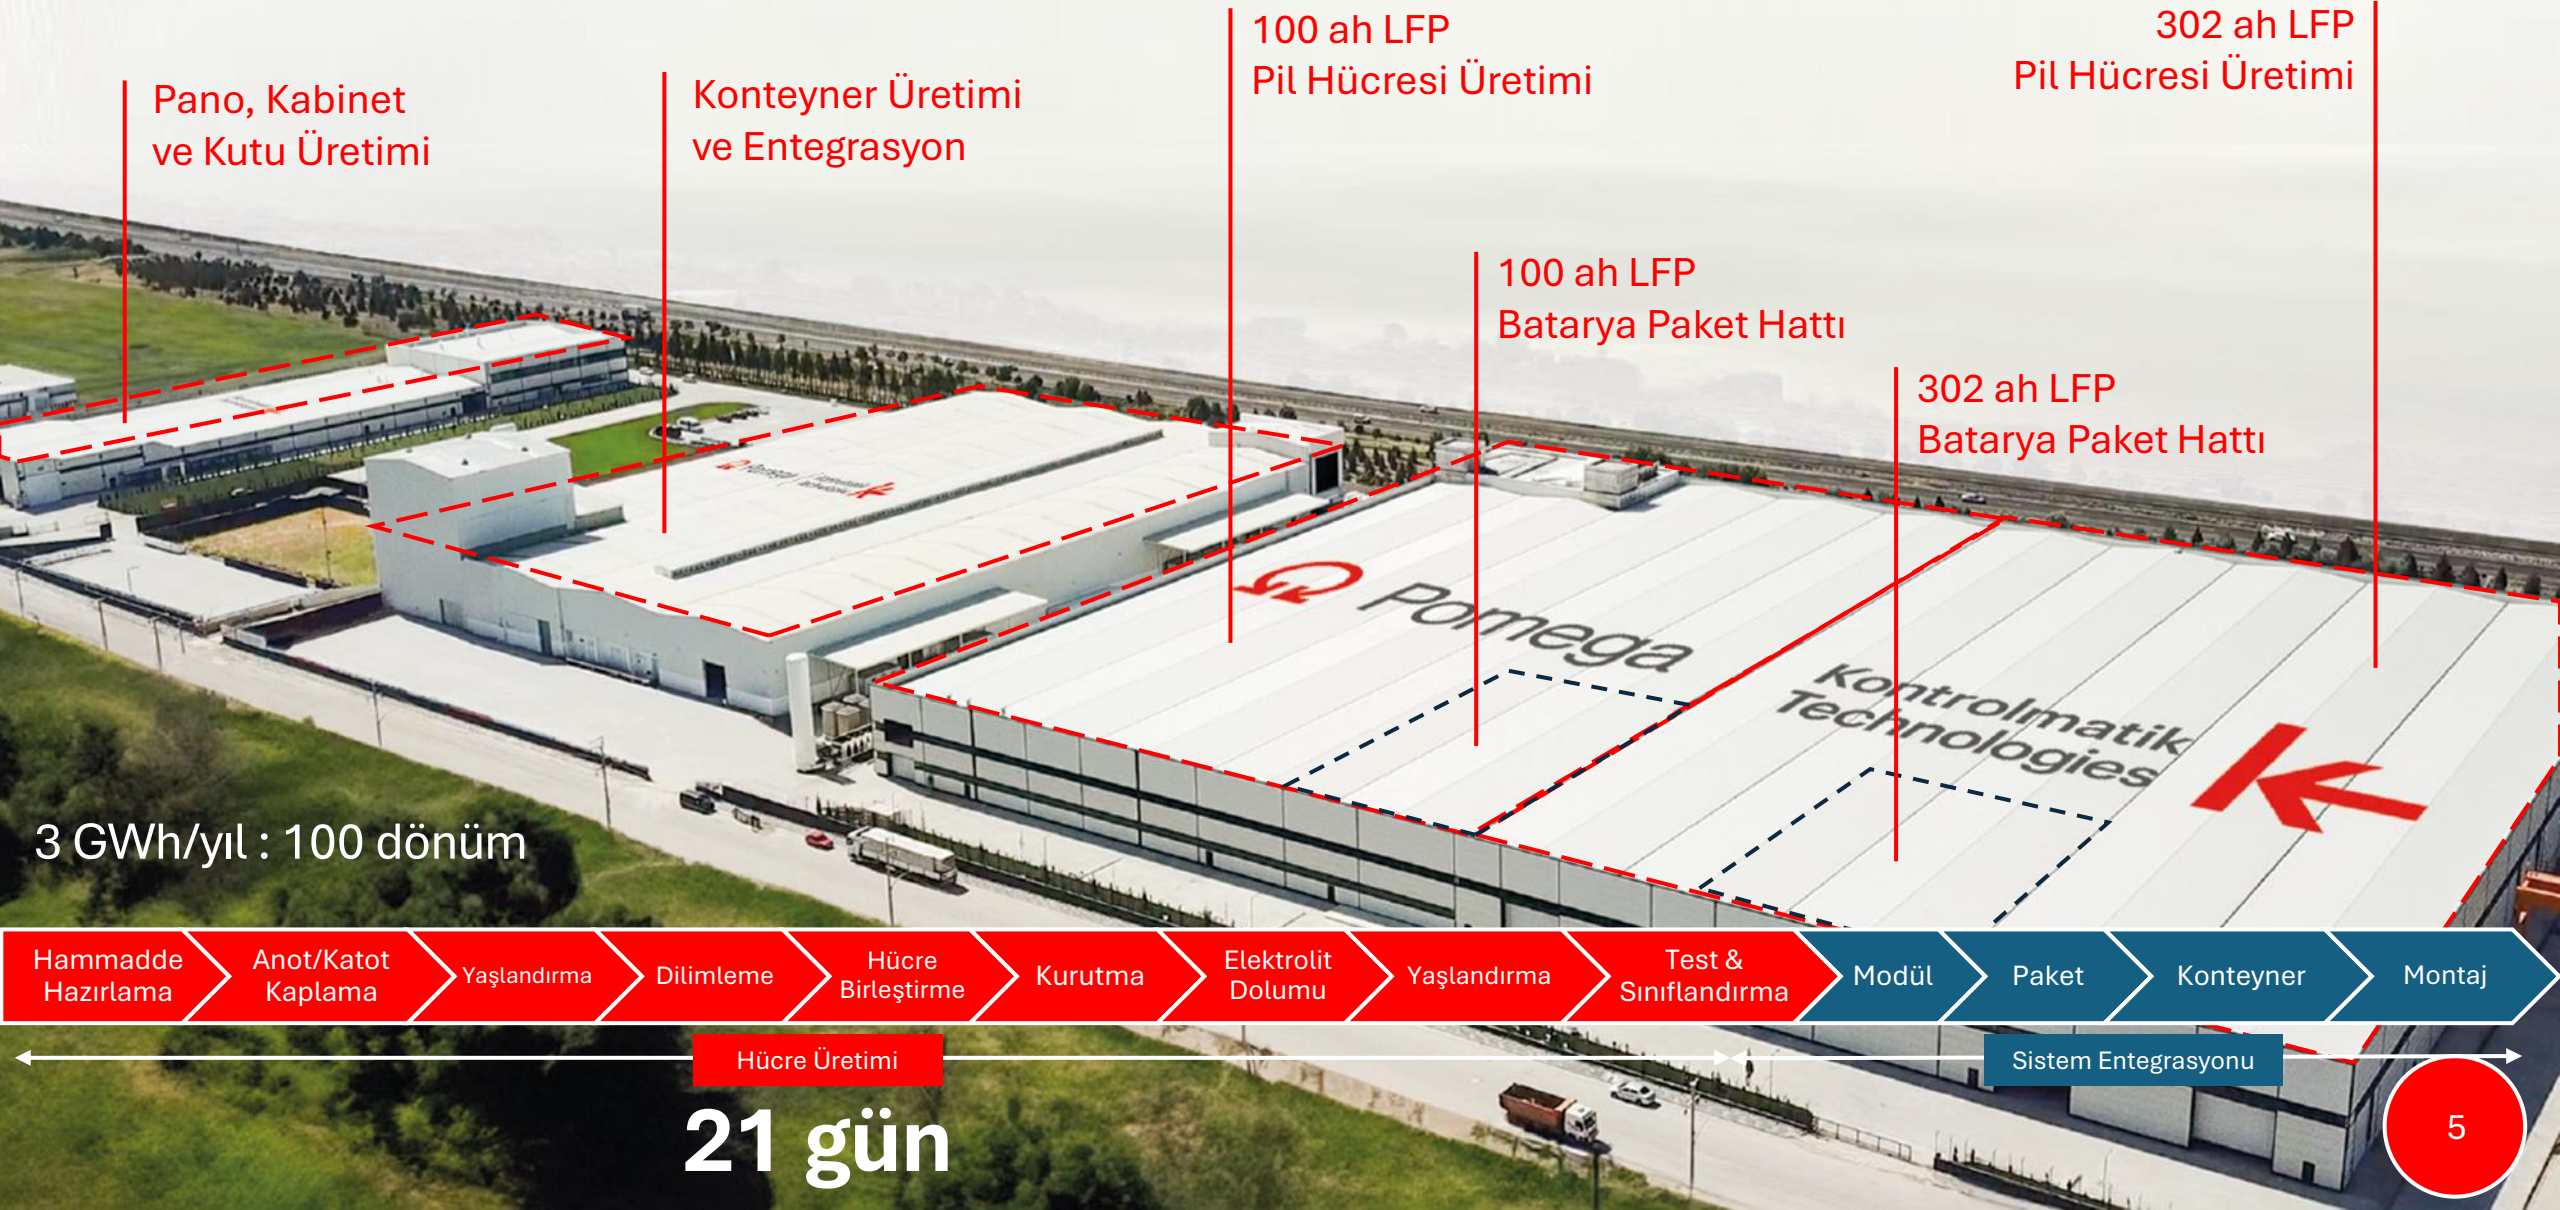 Pano, Kabinet
ve Kutu Üretimi
Konteyner Üretimi
ve Entegrasyon
100 ah LFP
Pil Hücresi Üretimi
302 ah LFP
Pil Hücresi Üretimi
100 ah LFP
Batarya Paket Hattı
302 ah LFP
Batarya Paket Hattı
Pomega
Kontrolmatik
Technologies
Pomega
Kontrolmatik
Technologies
3 GWh/yıl : 100 dönüm
Hammadde
Hazırlama
Anot/Katot
Kaplama
Yaşlandırma
Dilimleme
Hücre
Birleştirme
Kurutma
Elektrolit
Dolumu
Yaşlandırma
Test &
Sınıflandırma
Modül
Paket
Konteyner
Montaj
Hücre Üretimi
Sistem Entegrasyonu
21 gün
5